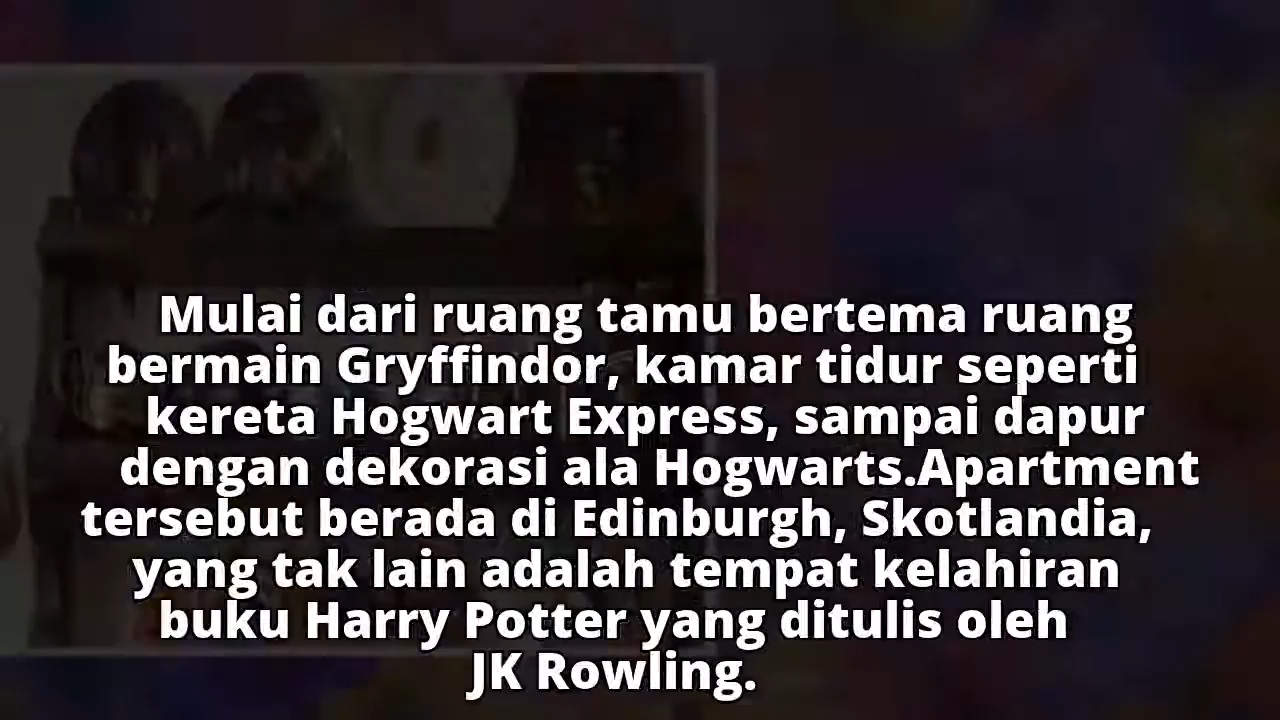 Mulai dari ruang tamu bertema ruang
bermain Gryffindor, kamar tidur seperti
kereta Hogwart Express, sampai dapur
dengan dekorasi ala Hogwarts.Apartment
tersebut berada di Edinburgh, Skotlandia,
yang tak lain adalah tempat kelahiran
buku Harry Potter yang ditulis oleh
JK Rowling.